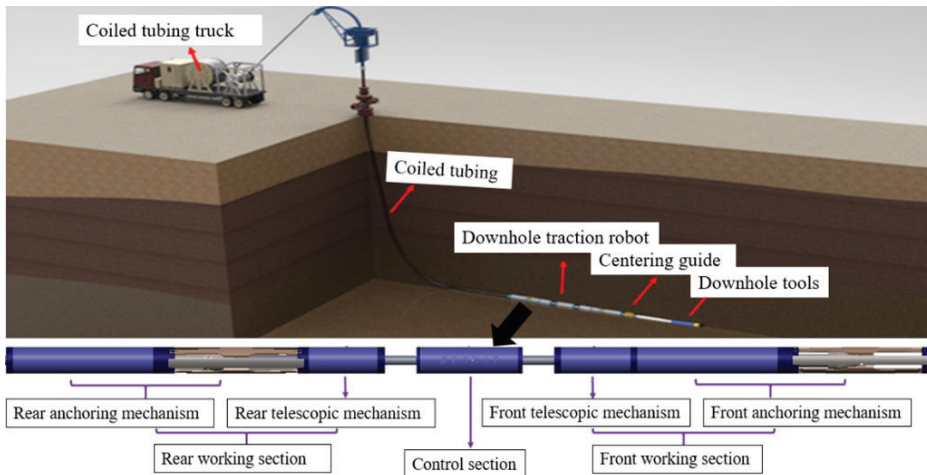 Coiled tubing truck
Coiled tubing
Downhole traction robot
Centering guide
Downhole tools
Rear anchoring mechanism
Rear telescopic mechanism
Front telescopic mechanism
Front anchoring mechanism
Rear working section
Control section
Front working section